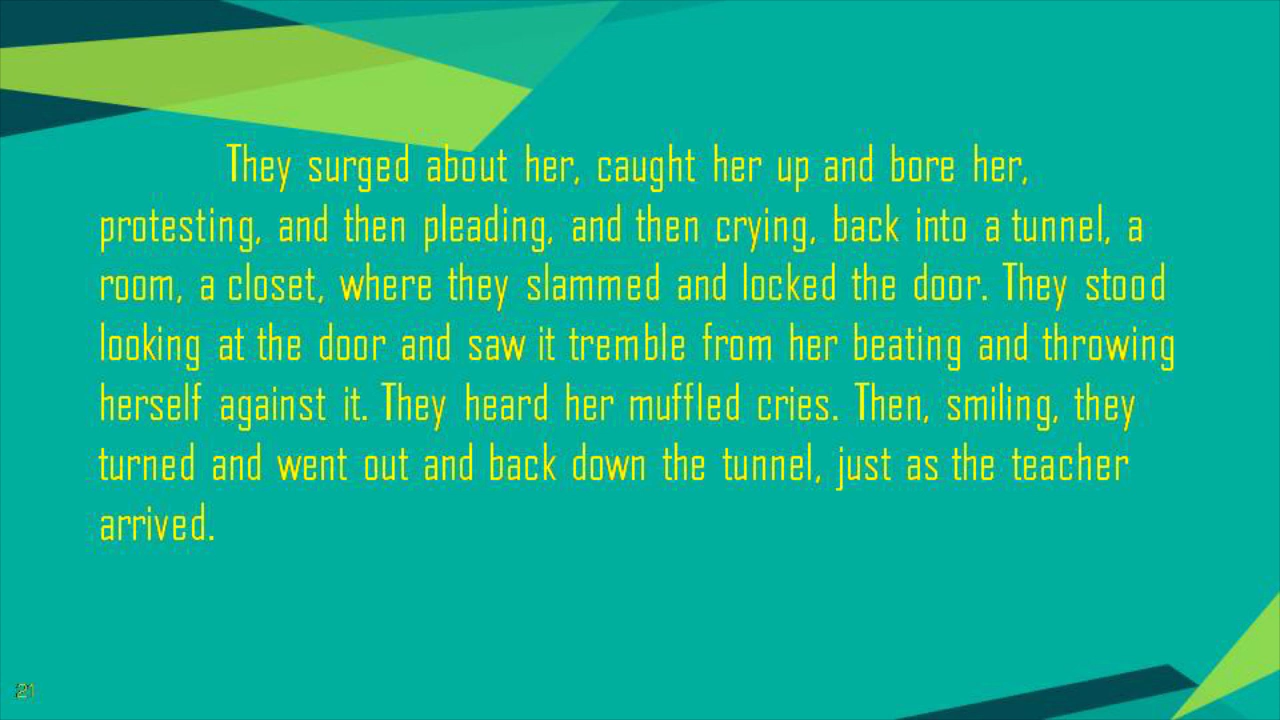 They surged about her, caught her up and bore her,
protesting, and then pleading, and then crying, back into a tunnel, a
room, a closet, where they slammed and locked the door. They stood
looking at the door and saw it tremble from her beating and throwing
herself against it. They heard her muffled cries. Then, smiling, they
turned and went out and back down the tunnel, just as the teacher
arrived.
21